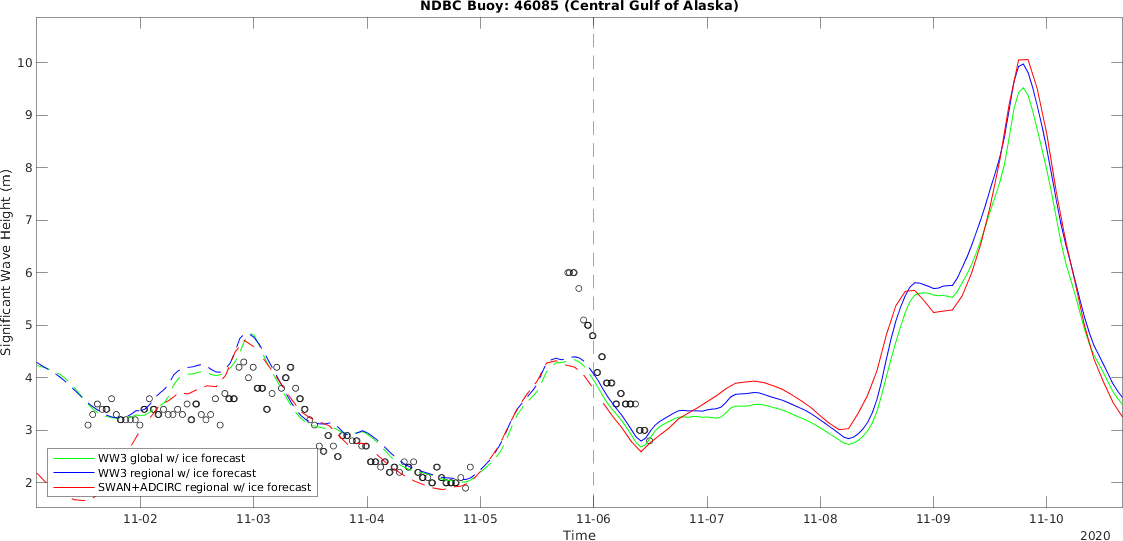 NDBC Buoy: 46085 (Central Gulf of Alaska)
Significant Wave Height (m)
10
9
8
7
6
5
4
3
2
WW3 global w/ ice forecast
WW3 regional w/ ice forecast
SWAN+ADCIRC regional w/ ice forecast
11-02 11-03 11-04 11-05 11-06 11-07 11-08 11-09 11-10
Time
2020